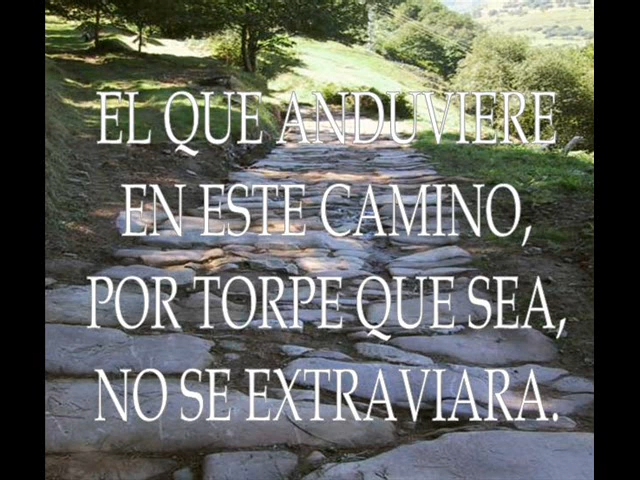 EL QUE ANDUVIERE
EN ESTE CAMINO,
POR TORPE QUE SEA,
NO SE EXTRAVIARA.